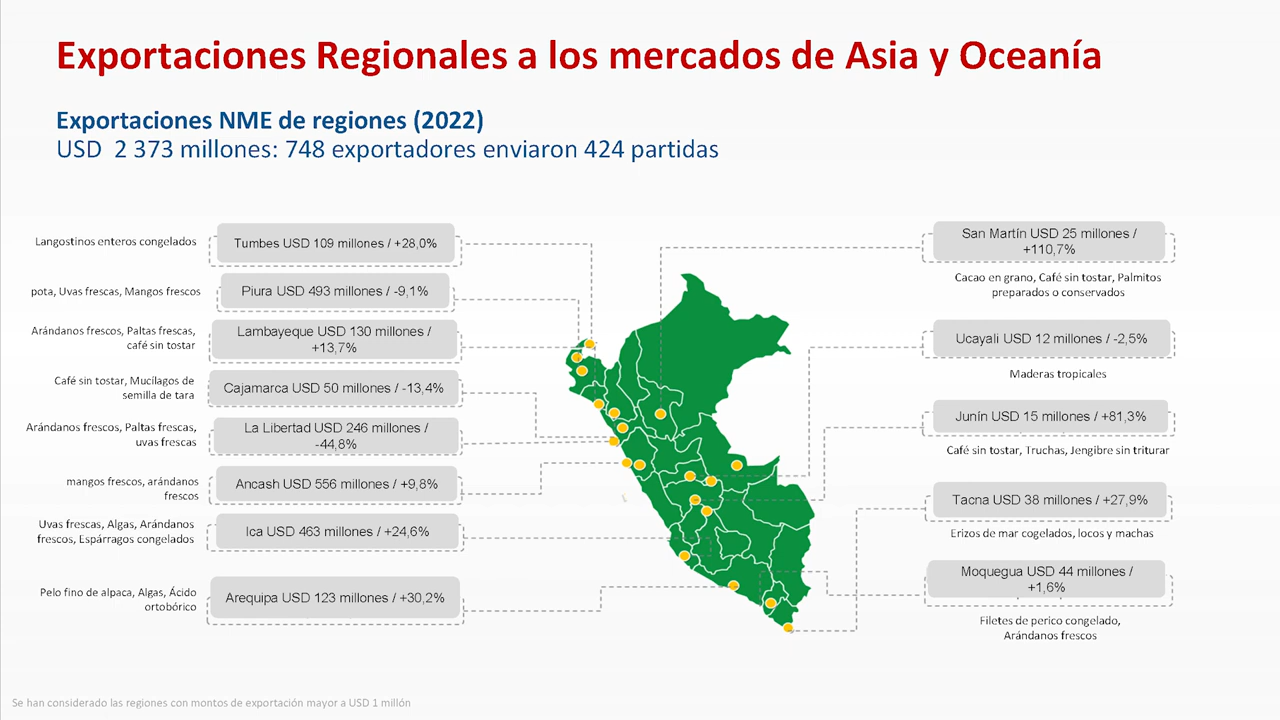 Exportaciones Regionales a los mercados de Asia y Oceanía
Exportaciones NME de regiones (2022)
USD 2 373 millones: 748 exportadores enviaron 424 partidas
Langostinos enteros congelados
Tumbes USD 109 millones / +28,0%
pota, Uvas frescas, Mangos frescos
Piura USD 493 millones / -9,1%
Arándanos frescos, Paltas frescas,
café sin tostar
Lambayeque USD 130 millones /
+13,7%
Café sin tostar, Mucílagos de
semilla de tara
Cajamarca USD 50 millones / -13,4%
Arándanos frescos, Paltas frescas,
uvas frescas
La Libertad USD 246 millones /
-44,8%
mangos frescos, arándanos
frescos
Ancash USD 556 millones / +9,8%
Uvas frescas, Algas, Arándanos
frescos, Espárragos congelados
Ica USD 463 millones / +24,6%
Pelo fino de alpaca, Algas, Ácido
ortobórico
Arequipa USD 123 millones / +30,2%
San Martín USD 25 millones /
+110,7%
Cacao en grano, Café sin tostar, Palmitos
preparados o conservados
Ucayali USD 12 millones / -2,5%
Maderas tropicales
Junín USD 15 millones / +81,3%
Café sin tostar, Truchas, Jengibre sin triturar
Tacna USD 38 millones / +27,9%
Erizos de mar cogelados, locos y machas
Moquegua USD 44 millones /
+1,6%
Filetes de perico congelado,
Arándanos frescos
Se han considerado las regiones con montos de exportación mayor a USD 1 millón